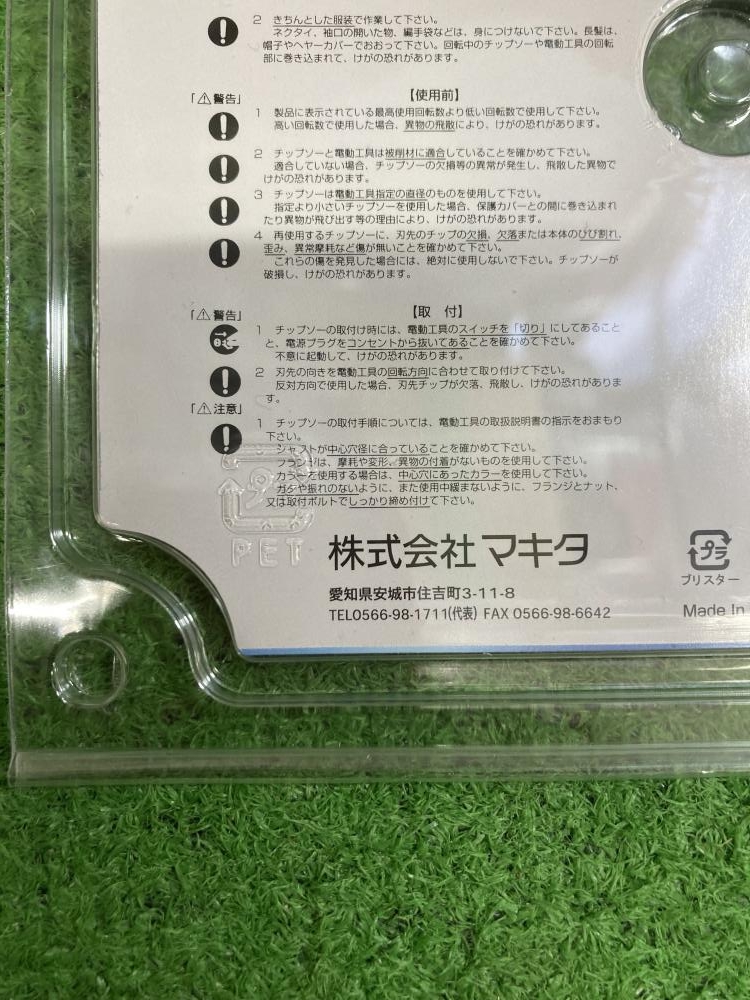 2 きちんとした服装で作業して下さい。
ネクタイ、袖口の開いた物、編手袋などは、身につけないで下さい。長髪は、
帽子やヘヤーカバーでおおって下さい。回転中のチップソーや電動工具の回転
部に巻き込まれて、けがの恐れがあります。
「⚠警告」
【使用前】
1 製品に表示されている最高使用回転数より低い回転数で使用して下さい。
高い回転数で使用した場合、異物の飛散により、けがの恐れがあります。
2 チップソーと電動工具は被削材に適合していることを確かめて下さい。
適合していない場合、チップソーの欠損等の異常が発生し、飛散した異物で
けがの恐れがあります。
3 チップソーは電動工具指定の直径のものを使用して下さい。
指定より小さいチップソーを使用した場合、保護カバーとの間に巻き込まれ
たり異物が飛び出す等の理由により、けがの恐れがあります。
4 再使用するチップソーに、刃先のチップの欠損、欠落または本体のひび割れ、
歪み、異常摩耗など傷が無いことを確かめて下さい。
これらの傷を発見した場合には、絶対に使用しないで下さい。チップソーが
破損し、けがの恐れがあります。
「⚠警告」
【取 付】
1 チップソーの取付け時には、電動工具のスイッチを「切り」にしてあるこ
と、電源プラグをコンセントから抜いてあることを確かめて下さい。
不意に起動して、けがの恐れがあります。
2 刃先の向きを電動工具の回転方向に合わせて取り付けて下さい。
反対方向で使用した場合、刃先チップが欠落、飛散し、けがの恐れがありま
す。
「⚠注意」
1 チップソーの取付手順については、電動工具の取扱説明書の指示をおまもり
下さい。
シャフトが中心穴径に合っていることを確かめて下さい。
フランジは、摩耗や変形、異物の付着がないものを使用して下さい。
カラーを使用する場合は、中心穴にあったカラーを使用して下さい。
ガタや振れのないように、また使用中緩まないように、フランジとナット、
又は取付ボルトでしっかり締め付けて下さい。
PET
株式会社マキタ
愛知県安城市住吉町3-11-8
TEL0566-98-1711(代表) FAX 0566-98-6642
プラ
ブリスター
Made In